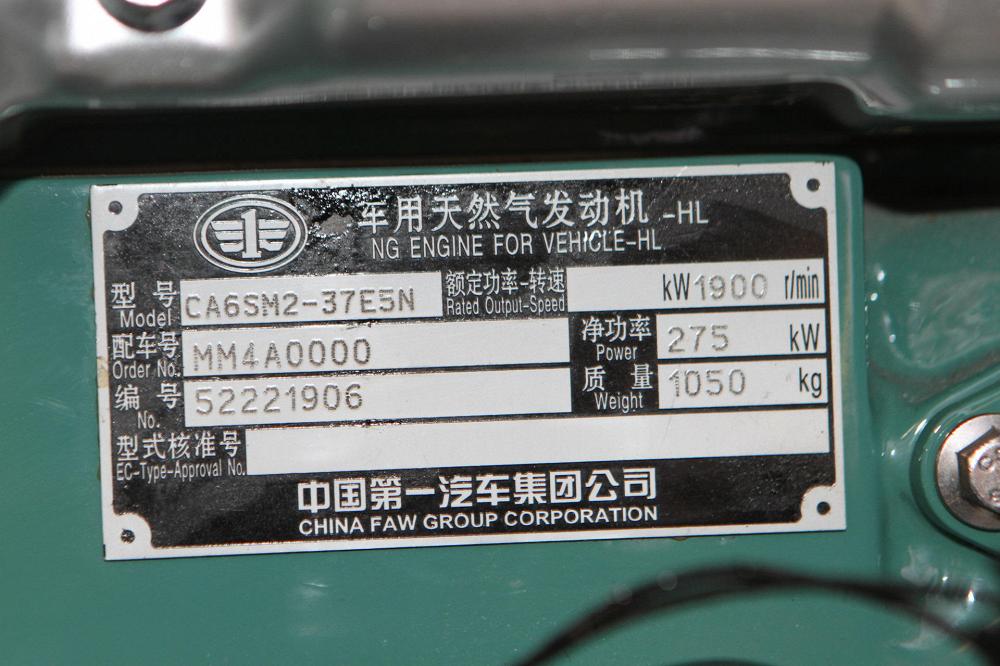 车用天然气发动机 -HL
NG ENGINE FOR VEHICLE-HL
型号 CA6SM2-37E5N 额定功率-转速 kW 1900 r/min
Model Rated Output-Speed
配车号 MM4A0000 净功率 275 kW
Order No. Power
编号 52221906 质量 1050 kg
No. Weight
型式核准号
EC-Type-Approval No.
中国第一汽车集团公司
CHINA FAW GROUP CORPORATION